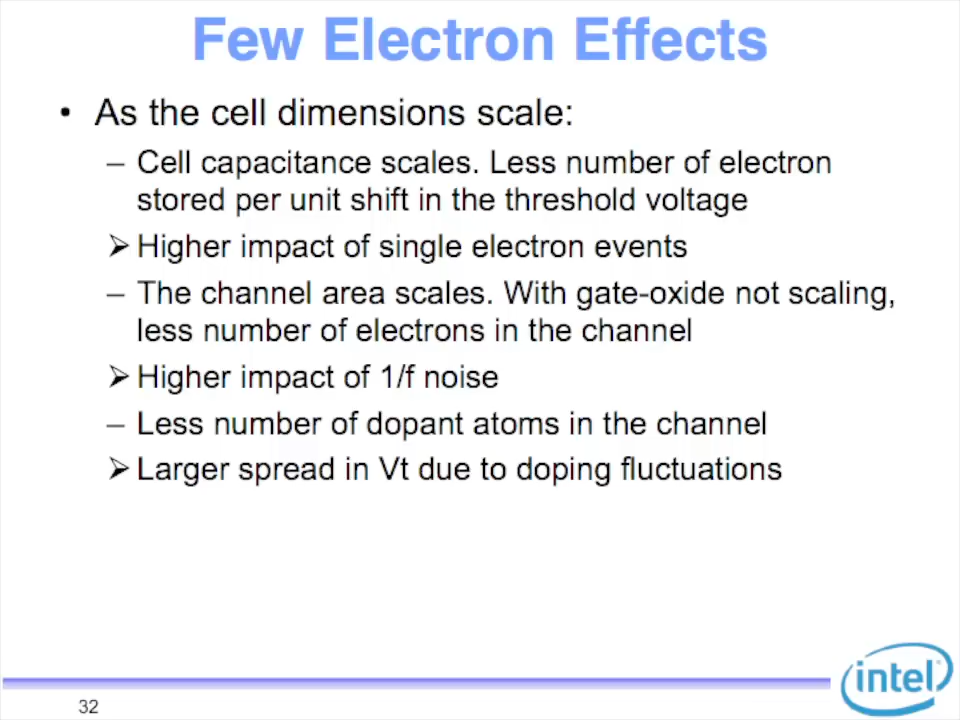 Few Electron Effects
• As the cell dimensions scale:
– Cell capacitance scales. Less number of electron
stored per unit shift in the threshold voltage
➢ Higher impact of single electron events
– The channel area scales. With gate-oxide not scaling,
less number of electrons in the channel
➢ Higher impact of 1/f noise
– Less number of dopant atoms in the channel
➢ Larger spread in Vt due to doping fluctuations
intel
32